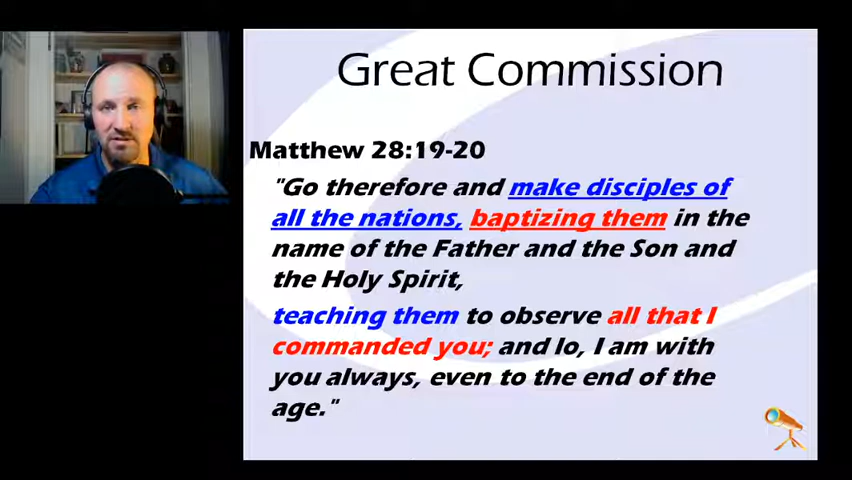 Great Commission
Matthew 28:19-20
"Go therefore and make disciples of
all the nations, baptizing them in the
name of the Father and the Son and
the Holy Spirit,
teaching them to observe all that I
commanded you; and lo, I am with
you always, even to the end of the
age."